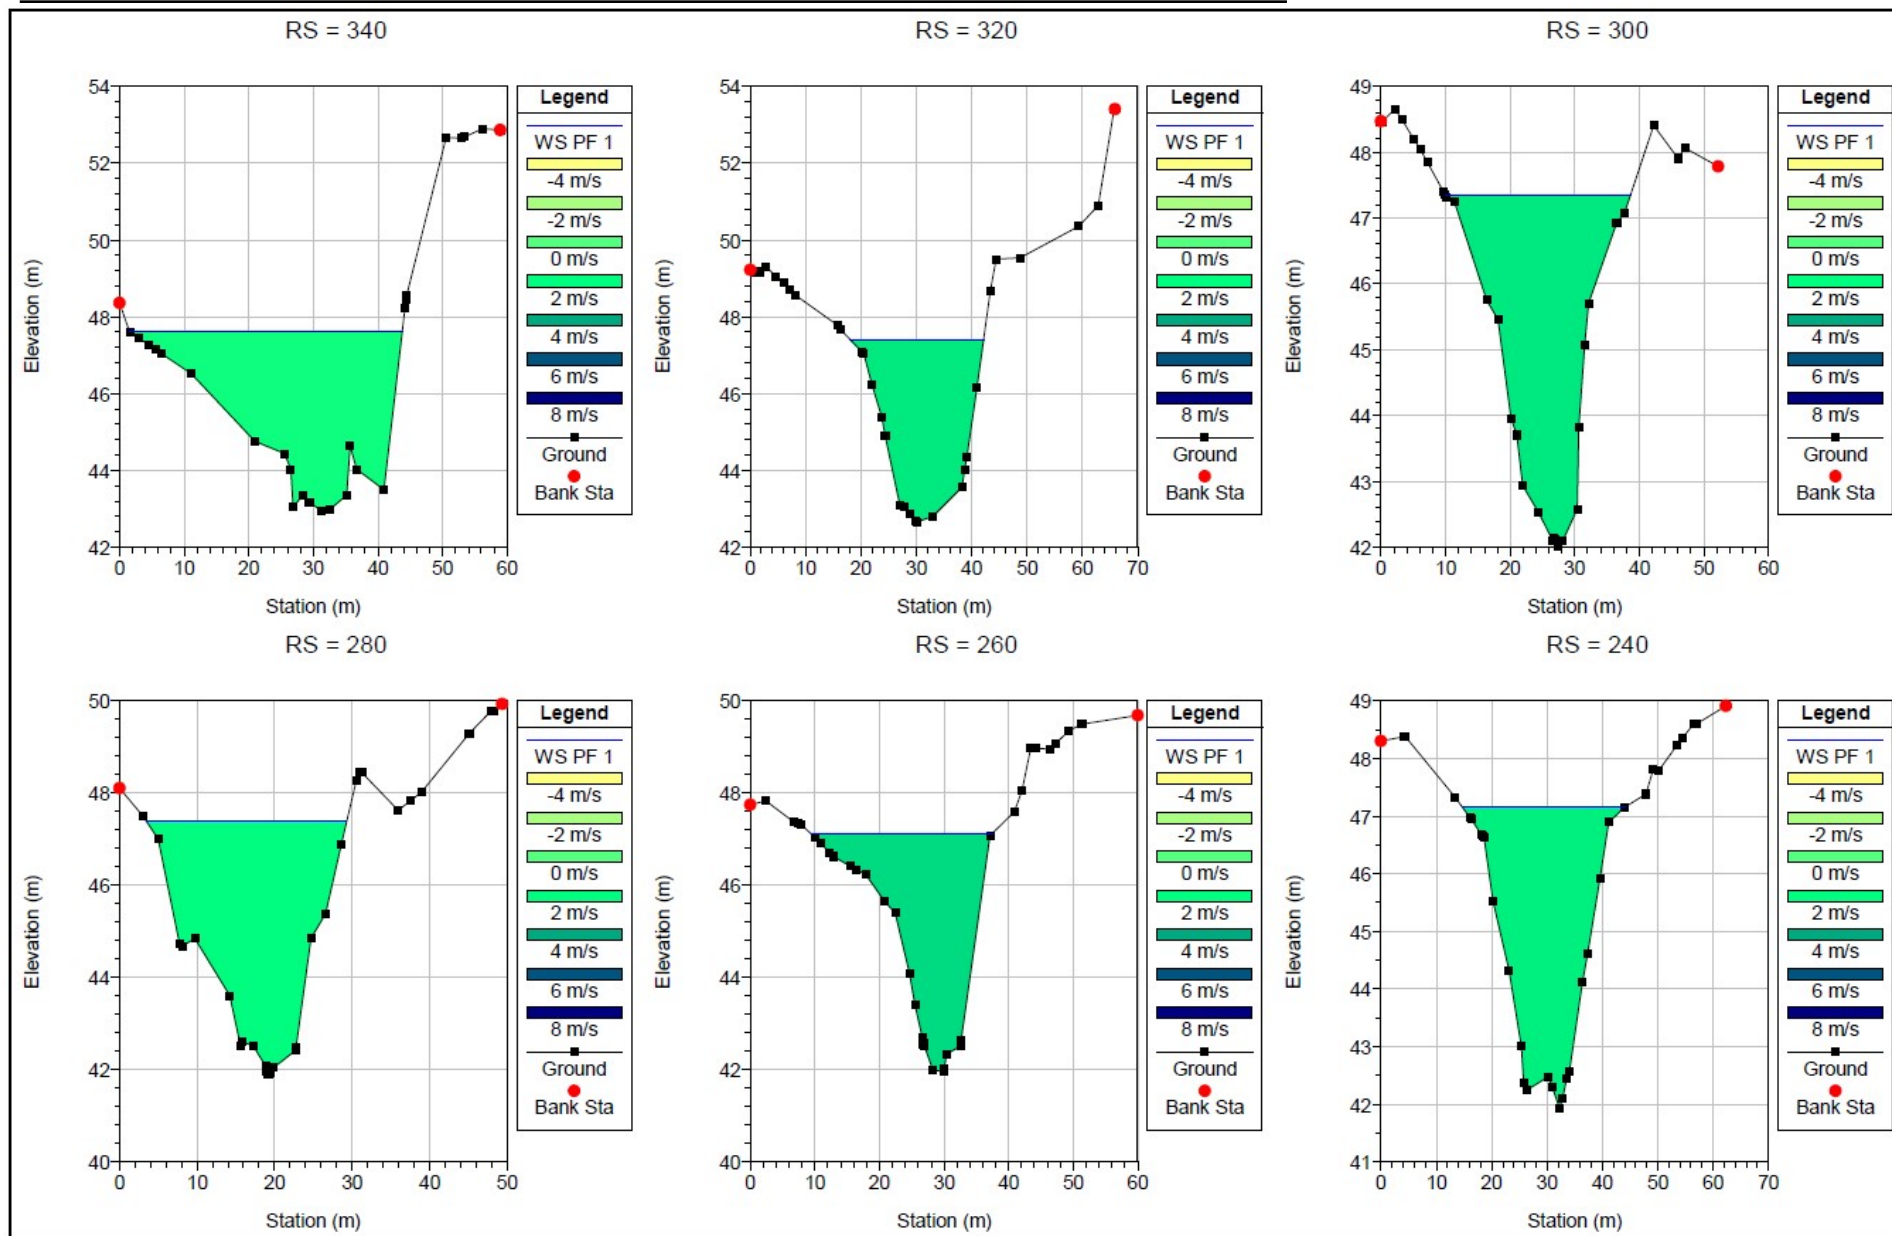 RS = 340
54
52
50
48
46
44
42
0 10 20 30 40 50 60
Elevation (m)
Station (m)
Legend
WS PF 1
-4 m/s
-2 m/s
0 m/s
2 m/s
4 m/s
6 m/s
8 m/s
Ground
Bank Sta
RS = 320
54
52
50
48
46
44
42
0 10 20 30 40 50 60 70
Elevation (m)
Station (m)
Legend
WS PF 1
-4 m/s
-2 m/s
0 m/s
2 m/s
4 m/s
6 m/s
8 m/s
Ground
Bank Sta
RS = 300
49
48
47
46
45
44
43
42
0 10 20 30 40 50 60
Elevation (m)
Station (m)
Legend
WS PF 1
-4 m/s
-2 m/s
0 m/s
2 m/s
4 m/s
6 m/s
8 m/s
Ground
Bank Sta
RS = 280
50
48
46
44
42
40
0 10 20 30 40 50
Elevation (m)
Station (m)
Legend
WS PF 1
-4 m/s
-2 m/s
0 m/s
2 m/s
4 m/s
6 m/s
8 m/s
Ground
Bank Sta
RS = 260
50
48
46
44
42
40
0 10 20 30 40 50 60
Elevation (m)
Station (m)
Legend
WS PF 1
-4 m/s
-2 m/s
0 m/s
2 m/s
4 m/s
6 m/s
8 m/s
Ground
Bank Sta
RS = 240
49
48
47
46
45
44
43
42
41
0 10 20 30 40 50 60 70
Elevation (m)
Station (m)
Legend
WS PF 1
-4 m/s
-2 m/s
0 m/s
2 m/s
4 m/s
6 m/s
8 m/s
Ground
Bank Sta